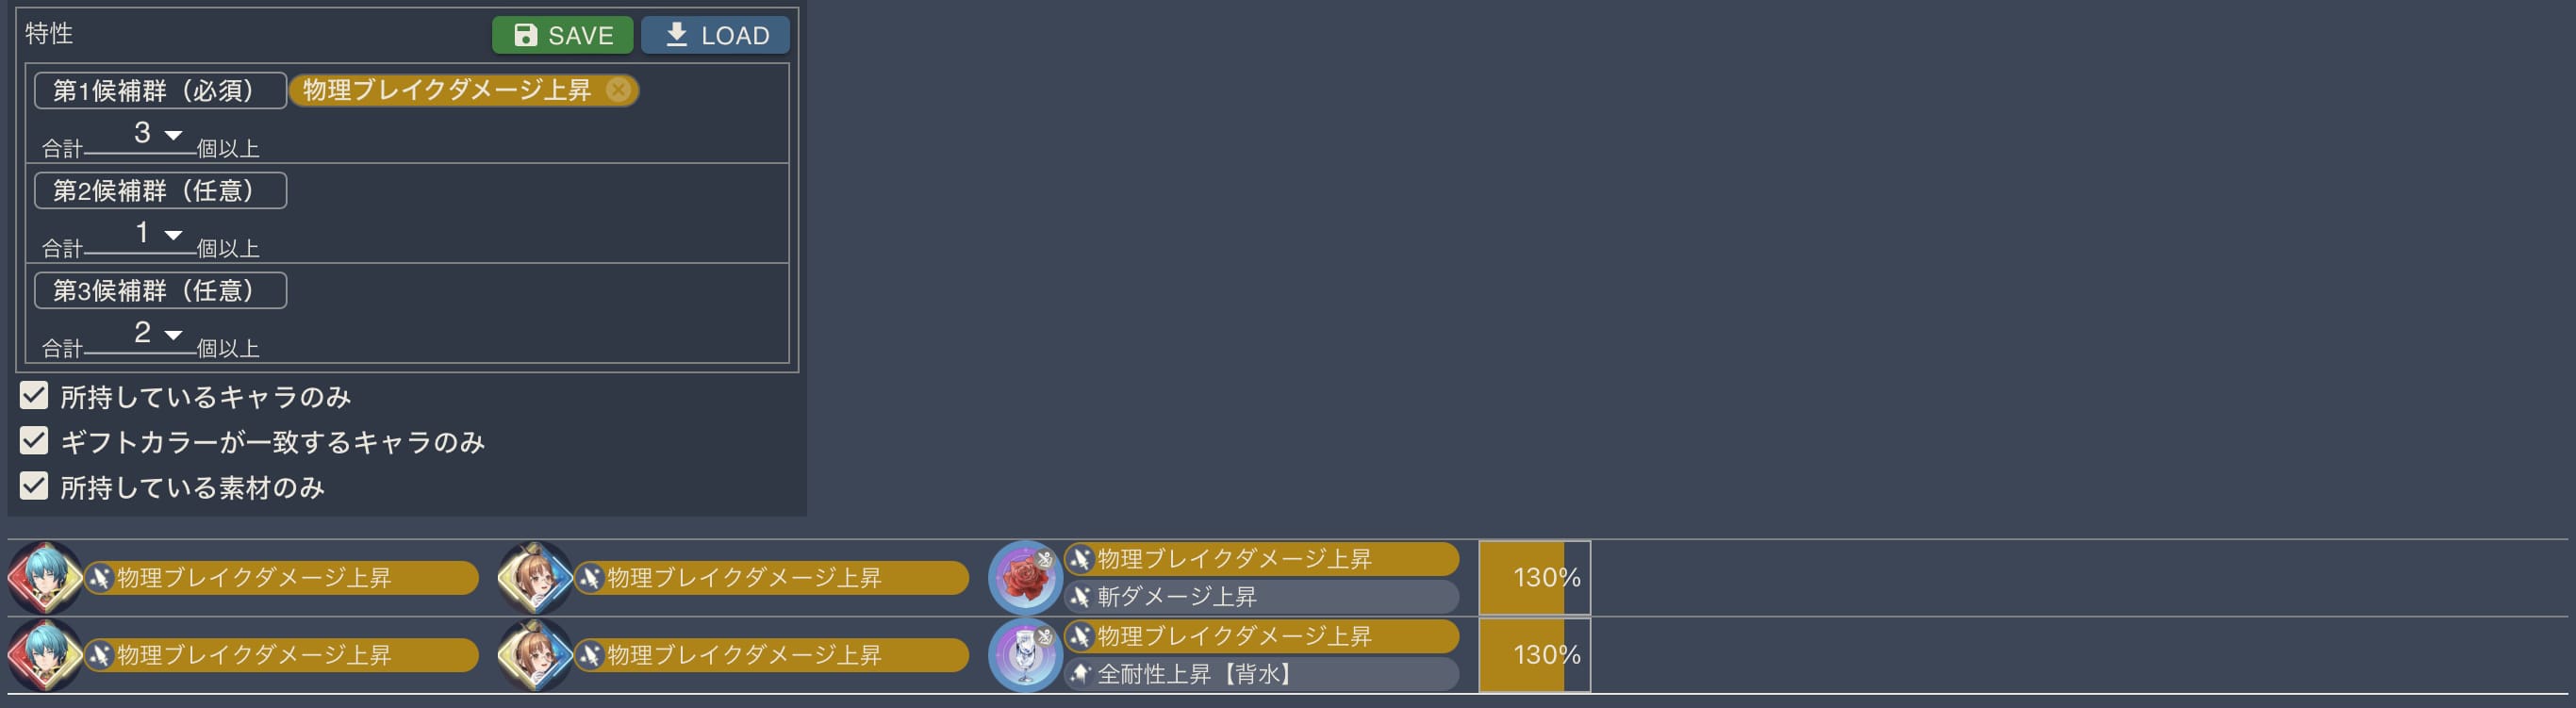 特性
SAVE
LOAD
第1候補群（必須）
物理ブレイクダメージ上昇
合計 3 個以上
第2候補群（任意）
合計 1 個以上
第3候補群（任意）
合計 2 個以上
所持しているキャラのみ
ギフトカラーが一致するキャラのみ
所持している素材のみ
物理ブレイクダメージ上昇
物理ブレイクダメージ上昇
物理ブレイクダメージ上昇
斬ダメージ上昇
130%
物理ブレイクダメージ上昇
物理ブレイクダメージ上昇
物理ブレイクダメージ上昇
全耐性上昇【背水】
130%